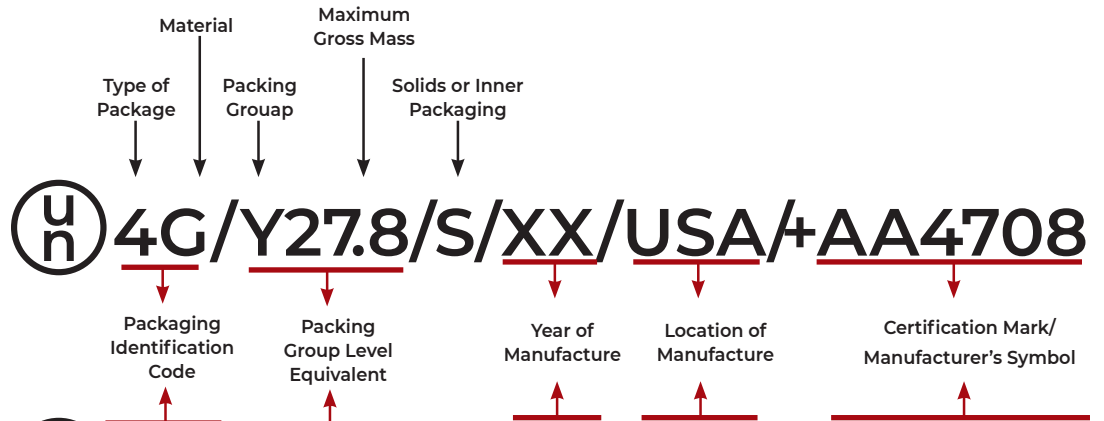 Material
Maximum
Gross Mass
Type of
Package
Packing
Grouap
Solids or Inner
Packaging
un 4G/Y27.8/S/XX/USA/+AA4708
Packaging
Identification
Code
Packing
Group Level
Equivalent
Year of
Manufacture
Location of
Manufacture
Certification Mark/
Manufacturer's Symbol